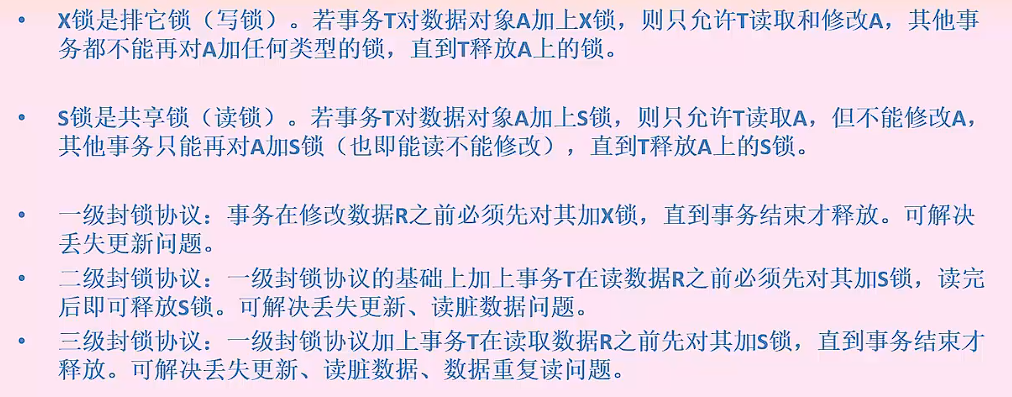 • X锁是排它锁（写锁）。若事务T对数据对象A加上X锁，则只允许T读取和修改A，其他事
务都不能再对A加任何类型的锁，直到T释放A上的锁。
• S锁是共享锁（读锁）。若事务T对数据对象A加上S锁，则只允许T读取A，但不能修改A，
其他事务只能再对A加S锁（也即能读不能修改），直到T释放A上的S锁。
• 一级封锁协议：事务在修改数据R之前必须先对其加X锁，直到事务结束才释放。可解决
丢失更新问题。
• 二级封锁协议：一级封锁协议的基础上加上事务T在读数据R之前必须先对其加S锁，读完
后即可释放S锁。可解决丢失更新、读脏数据问题。
• 三级封锁协议：一级封锁协议加上事务T在读取数据R之前先对其加S锁，直到事务结束才
释放。可解决丢失更新、读脏数据、数据重复读问题。